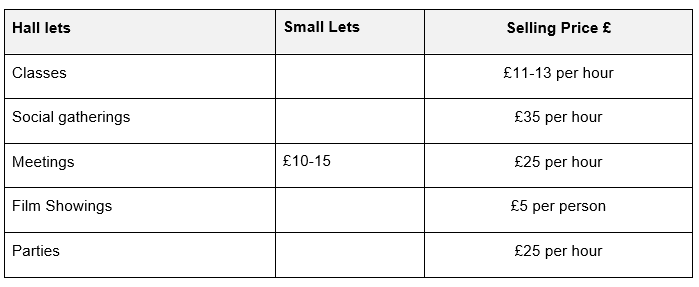 Hall lets Small Lets Selling Price £
Classes £11-13 per hour
Social gatherings £35 per hour
Meetings £10-15 £25 per hour
Film Showings £5 per person
Parties £25 per hour